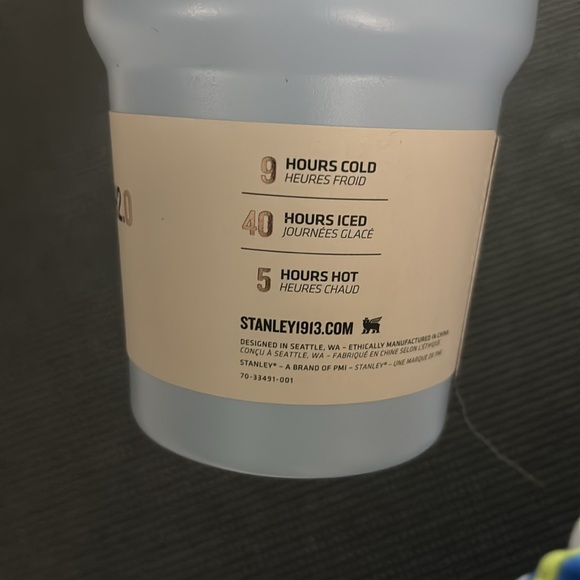 2.0
9 HOURS COLD
HEURES FROID
40 HOURS ICED
JOURNÉES GLACÉ
5 HOURS HOT
HEURES CHAUD
STANLEY1913.COM
DESIGNED IN SEATTLE, WA – ETHICALLY MANUFACTURED IN CHINA
CONÇU À SEATTLE, WA – FABRIQUÉ EN CHINE SELON L'ÉTHIQUE
STANLEY® – A BRAND OF PMI – STANLEY® – UNE MARQUE DE PMI
70-33491-001